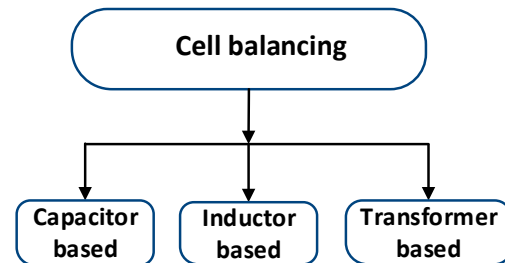 Cell balancing
Capacitor
based
Inductor
based
Transformer
based